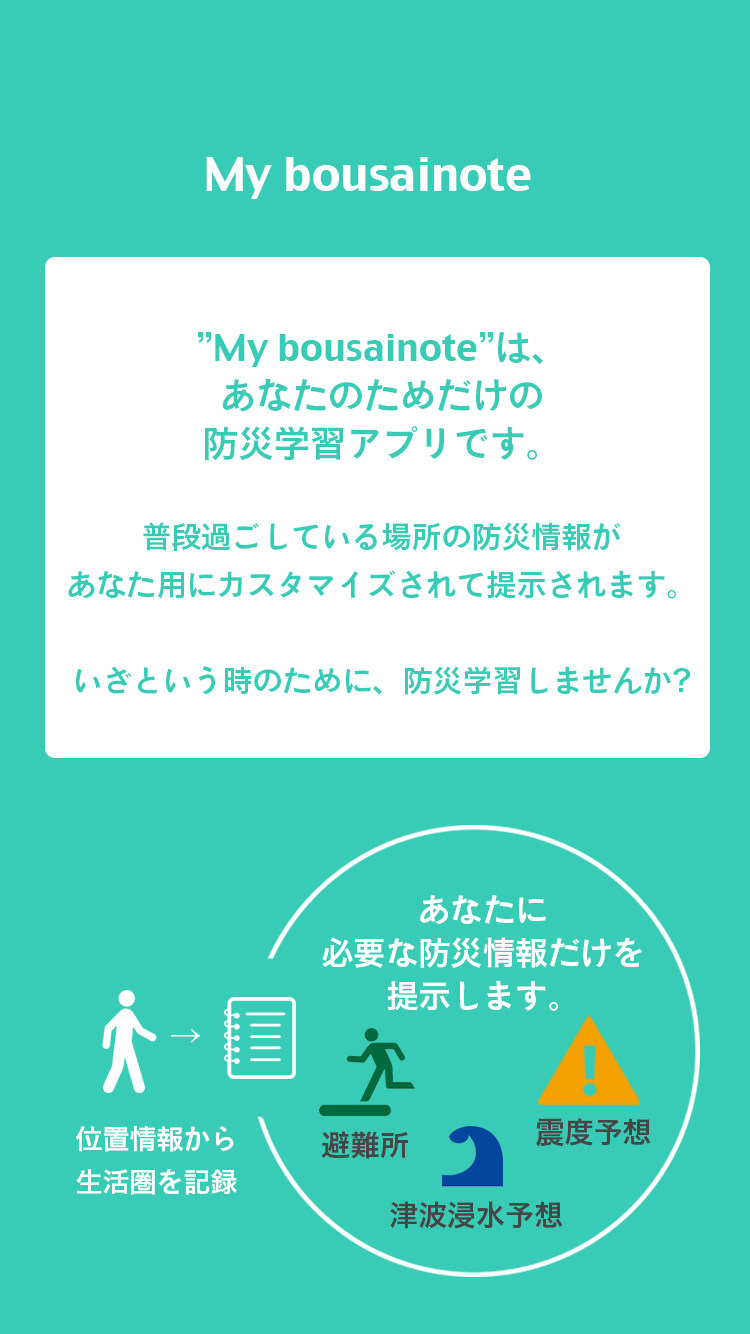 My bousainote
”My bousainote”は、
あなたのためだけの
防災学習アプリです。
普段過ごしている場所の防災情報が
あなた用にカスタマイズされて提示されます。
いざという時のために、防災学習しませんか?
あなたに
必要な防災情報だけを
提示します。
位置情報から
生活圏を記録
避難所
震度予想
津波浸水予想